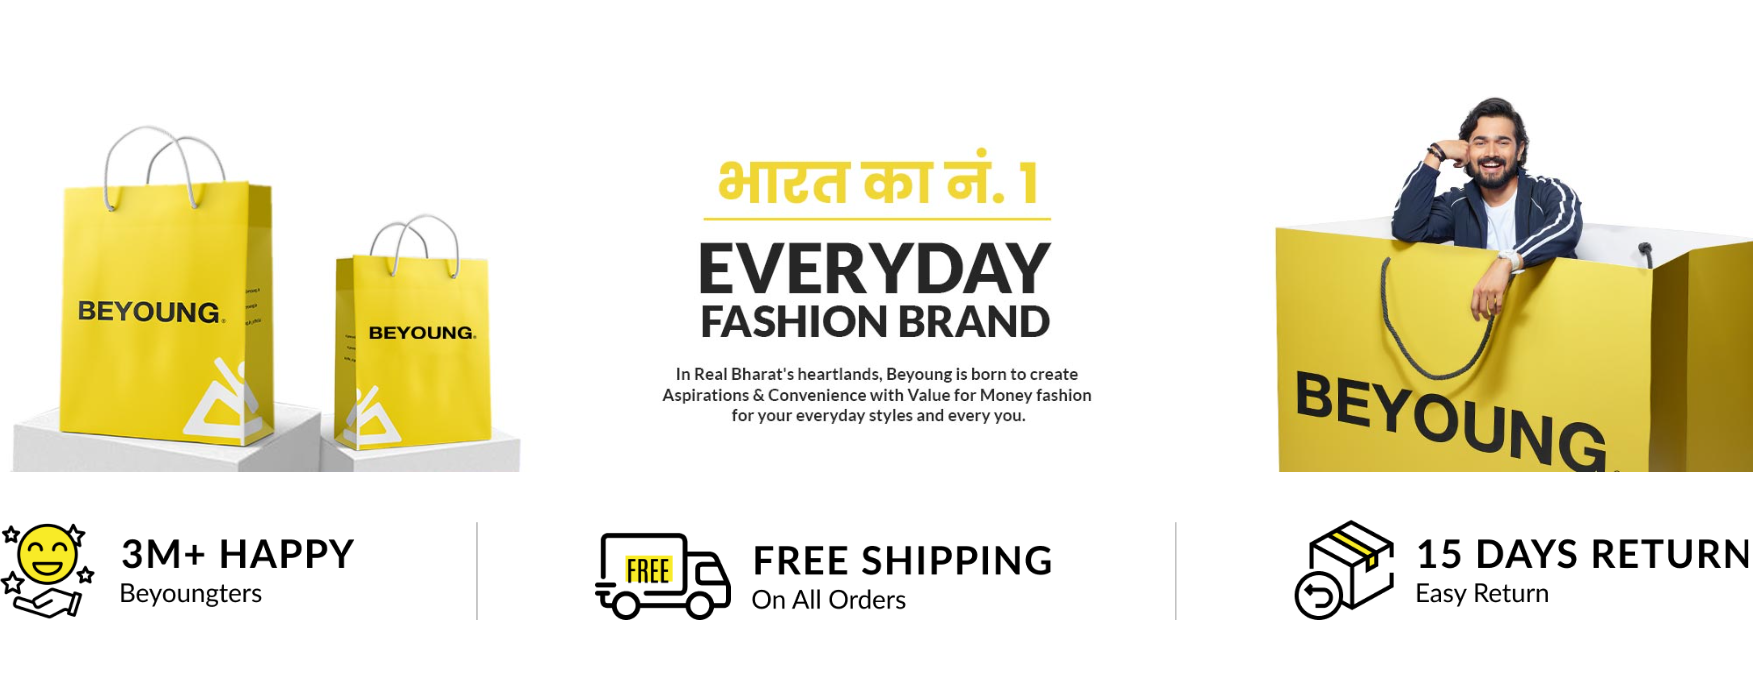 BEYOUNG
BEYOUNG
भारत का नं. 1
EVERYDAY
FASHION BRAND
In Real Bharat's heartlands, Beyoung is born to create
Aspirations & Convenience with Value for Money fashion
for your everyday styles and every you.
BEYOUNG
3M+ HAPPY
Beyoungters
FREE
FREE SHIPPING
On All Orders
15 DAYS RETURN
Easy Return